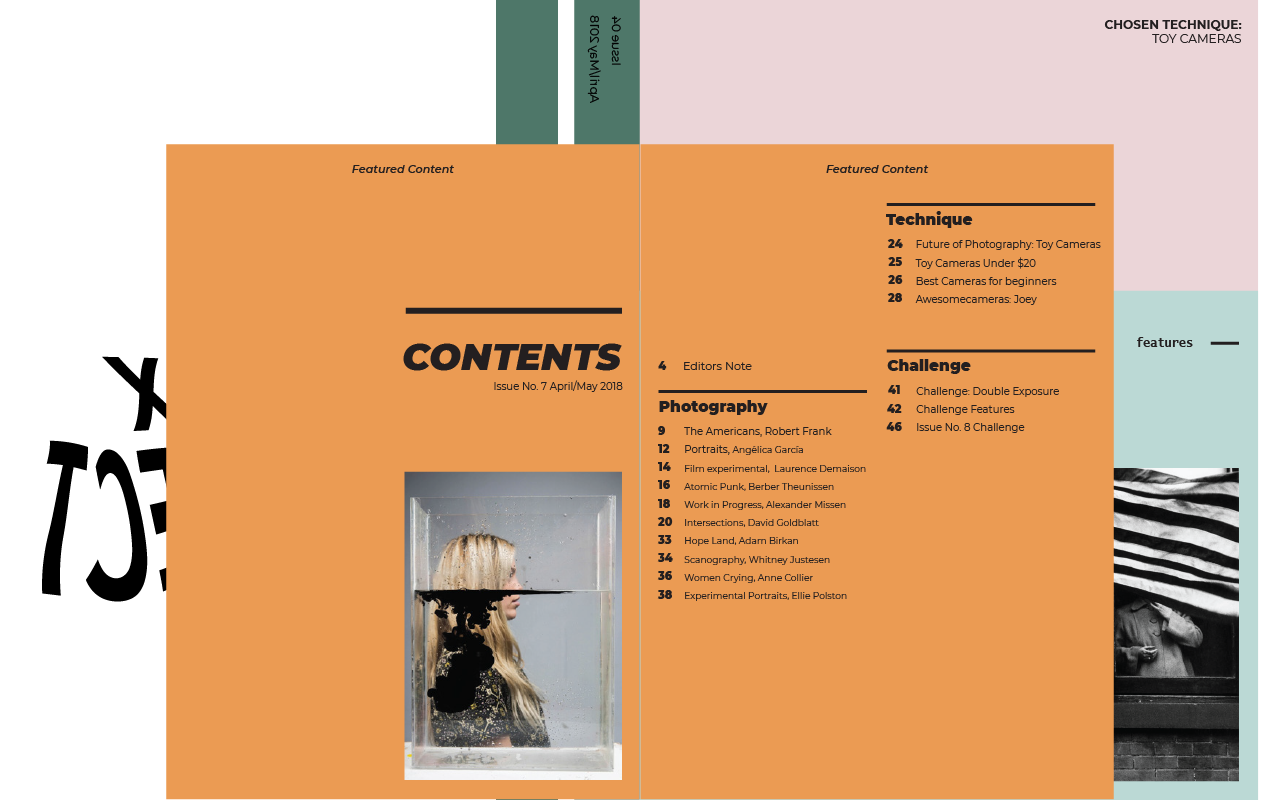 Issue 04
April/May 2018
CHOSEN TECHNIQUE:
TOY CAMERAS
Featured Content
CONTENTS
Issue No. 7 April/May 2018
Featured Content
4 Editors Note
Photography
9 The Americans, Robert Frank
12 Portraits, Angēlica García
14 Film experimental, Laurence Demaison
16 Atomic Punk, Berber Theunissen
18 Work in Progress, Alexander Missen
20 Intersections, David Goldblatt
33 Hope Land, Adam Birkan
34 Scanography, Whitney Justesen
36 Women Crying, Anne Collier
38 Experimental Portraits, Ellie Polston
Technique
24 Future of Photography: Toy Cameras
25 Toy Cameras Under $20
26 Best Cameras for beginners
28 Awesomecameras: Joey
Challenge
41 Challenge: Double Exposure
42 Challenge Features
46 Issue No. 8 Challenge
features